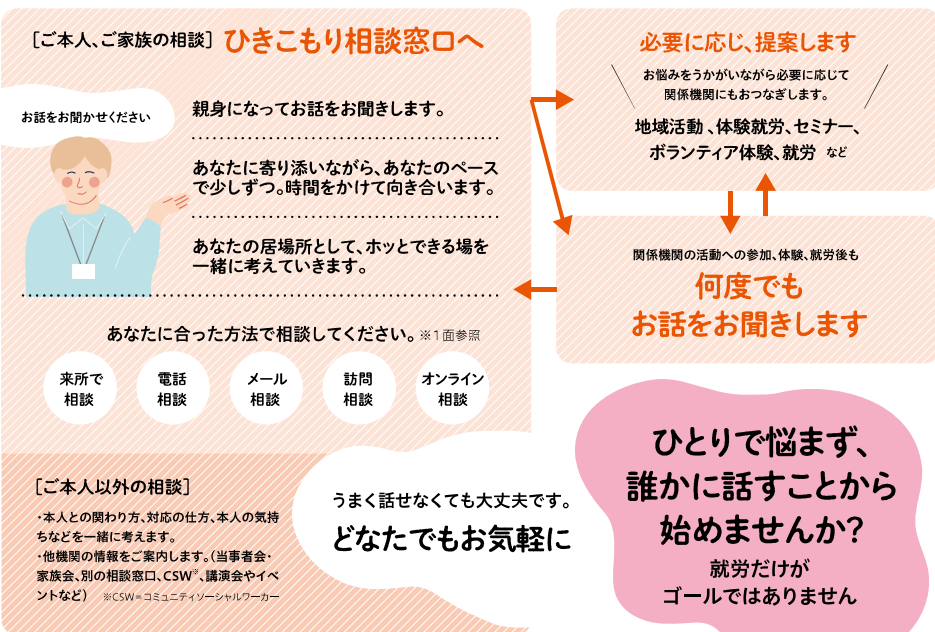 ［ご本人、ご家族の相談］ ひきこもり相談窓口へ
お話をお聞かせください
親身になってお話をお聞きします。
あなたに寄り添いながら、あなたのペース
で少しずつ。時間をかけて向き合います。
あなたの居場所として、ホッとできる場を
一緒に考えていきます。
あなたに合った方法で相談してください。※1面参照
来所で
相談
電話
相談
メール
相談
訪問
相談
オンライン
相談
［ご本人以外の相談］
・本人との関わり方、対応の仕方、本人の気持
ちなどを一緒に考えます。
・他機関の情報をご案内します。（当事者会・
家族会、別の相談窓口、CSW※、講演会やイベ
ントなど） ※CSW＝コミュニティソーシャルワーカー
うまく話せなくても大丈夫です。
どなたでもお気軽に
必要に応じ、提案します
お悩みをうかがいながら必要に応じて
関係機関にもおつなぎします。
地域活動 、体験就労、セミナー、
ボランティア体験、就労 など
関係機関の活動への参加、体験、就労後も
何度でも
お話をお聞きします
ひとりで悩まず、
誰かに話すことから
始めませんか?
就労だけが
ゴールではありません